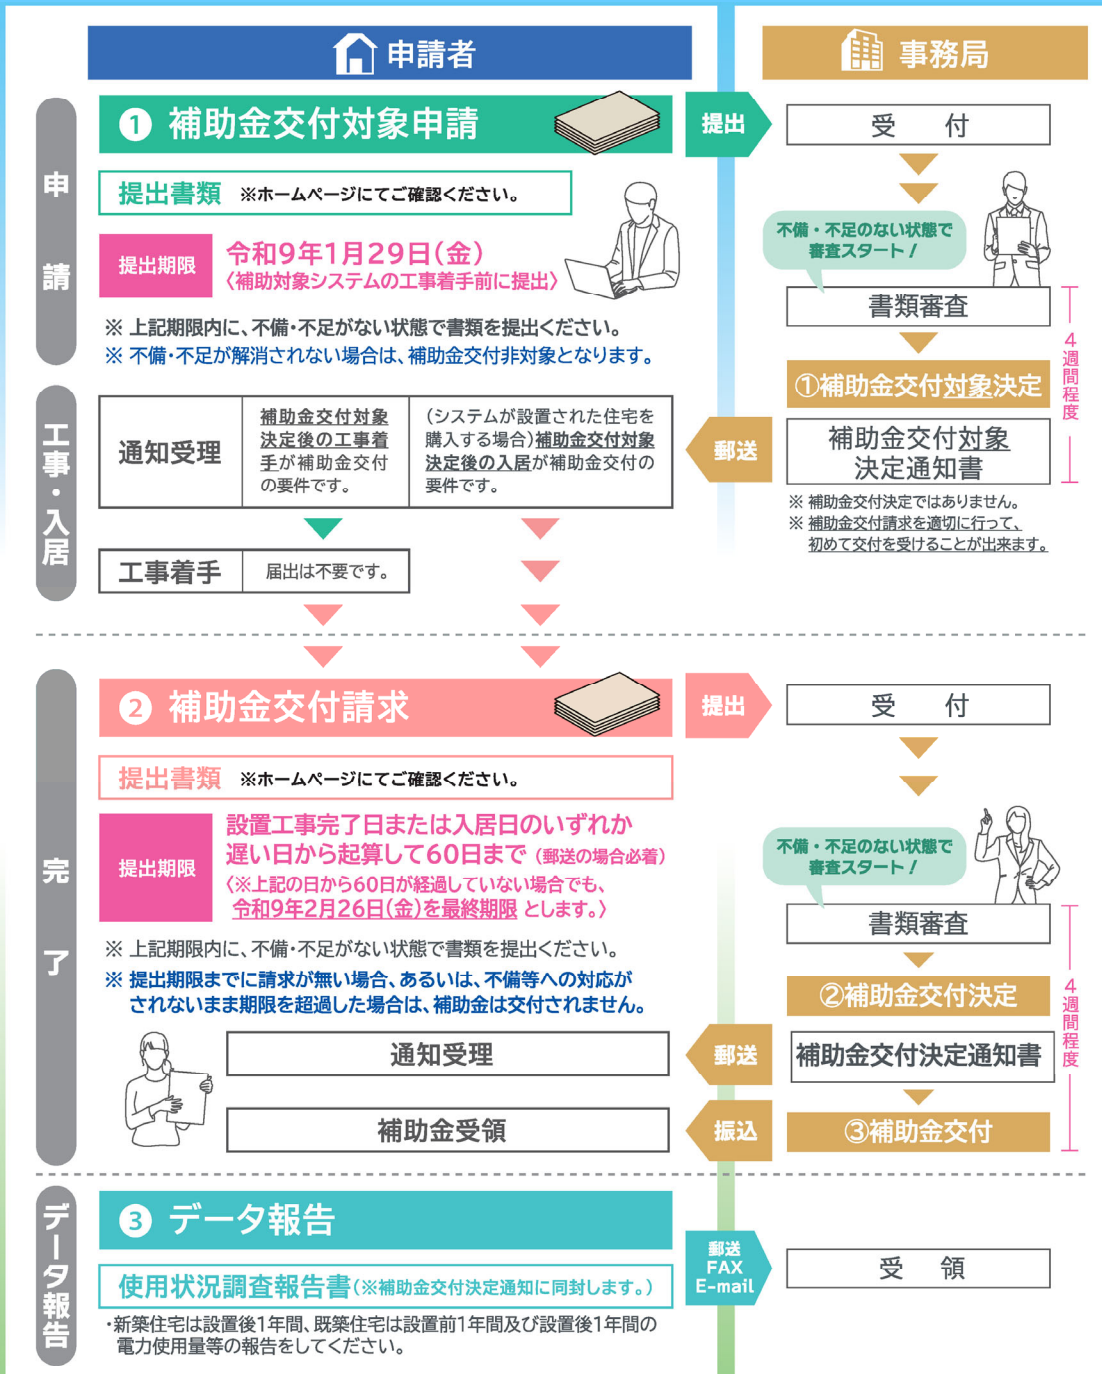 申請者
事務局
申請
① 補助金交付対象申請
提出
受 付
提出書類 ※ホームページにてご確認ください。
提出期限
令和9年1月29日(金)
〈補助対象システムの工事着手前に提出〉
※ 上記期限内に、不備・不足がない状態で書類を提出ください。
※ 不備・不足が解消されない場合は、補助金交付非対象となります。
不備・不足のない状態で
審査スタート!
書類審査
①補助金交付対象決定
補助金交付対象
決定通知書
4週間程度
※ 補助金交付決定ではありません。
※ 補助金交付請求を適切に行って、
初めて交付を受けることが出来ます。
郵送
工事・入居
通知受理
補助金交付対象
決定後の工事着
手が補助金交付
の要件です。
(システムが設置された住宅を
購入する場合)補助金交付対象
決定後の入居が補助金交付の
要件です。
工事着手
届出は不要です。
完了
② 補助金交付請求
提出
受 付
提出書類 ※ホームページにてご確認ください。
提出期限
設置工事完了日または入居日のいずれか
遅い日から起算して60日まで(郵送の場合必着)
〈※上記の日から60日が経過していない場合でも、
令和9年2月26日(金)を最終期限 とします。〉
※ 上記期限内に、不備・不足がない状態で書類を提出ください。
※ 提出期限までに請求が無い場合、あるいは、不備等への対応が
されないまま期限を超過した場合は、補助金は交付されません。
不備・不足のない状態で
審査スタート!
書類審査
②補助金交付決定
補助金交付決定通知書
③補助金交付
4週間程度
郵送
通知受理
振込
補助金受領
データ報告
③ データ報告
郵送
FAX
E-mail
受 領
使用状況調査報告書(※補助金交付決定通知に同封します。)
・新築住宅は設置後1年間、既築住宅は設置前1年間及び設置後1年間の
電力使用量等の報告をしてください。